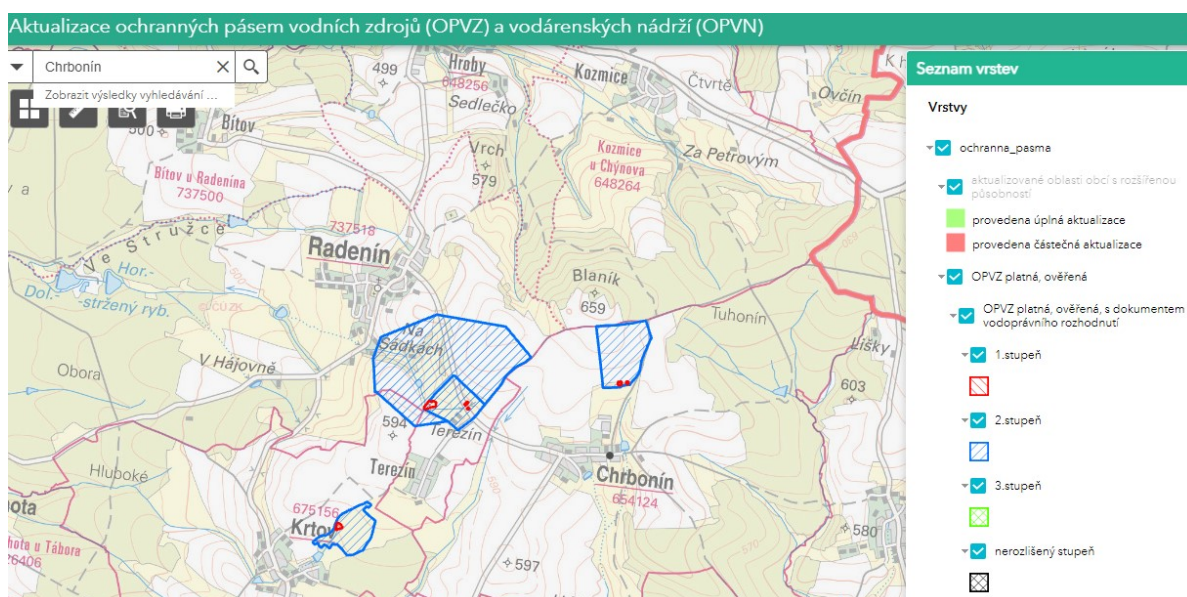 Aktualizace ochranných pásem vodních zdrojů (OPVZ) a vodárenských nádrží (OPVN)
Chrbonín
Zobrazit výsledky vyhledávání ...
Seznam vrstev
Vrstvy
ochranna_pasma
aktualizované oblasti obcí s rozšířenou
působností
provedena úplná aktualizace
provedena částečná aktualizace
OPVZ platná, ověřená
OPVZ platná, ověřená, s dokumentem
vodoprávního rozhodnutí
1.stupeň
2.stupeň
3.stupeň
nerozlišený stupeň
499
Hroby
648256
Sedlečko
Kozmice
Čtvrtě
Ovčín
500
Bítov
Vrch
579
Kozmice
u Chýnova
648264
Za Petrovým
Bítov u Radenína
737500
Ve Stružce
737518
Radenín
Hor.-
Dol.-
-stržený ryb.
Blaník
659
Tuhonín
Lišky
Na
Sádkách
V Hájovně
Obora
603
594
Terezín
Hluboké
Terezín
Chrbonín
654124
675156
Krtov
580
597
570